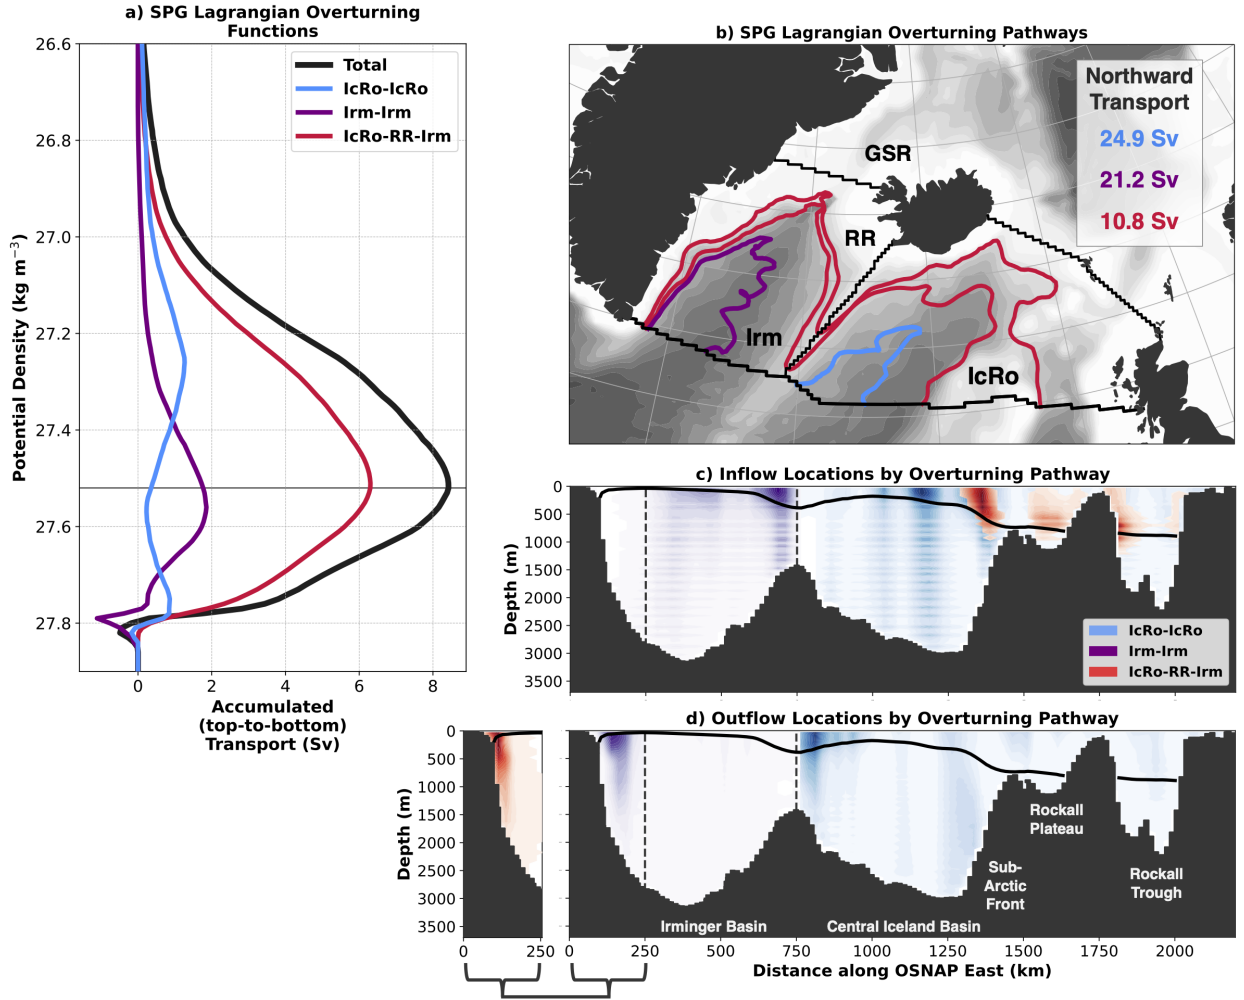 a) SPG Lagrangian Overturning
Functions
26.6
26.8
27.0
27.2
27.4
27.6
27.8
Potential Density (kg m⁻³)
Total
IcRo-IcRo
Irm-Irm
IcRo-RR-Irm
0 2 4 6 8
Accumulated
(top-to-bottom)
Transport (Sv)
b) SPG Lagrangian Overturning Pathways
Northward
Transport
24.9 Sv
21.2 Sv
10.8 Sv
GSR
RR
Irm
IcRo
c) Inflow Locations by Overturning Pathway
0
500
1000
1500
2000
2500
3000
3500
Depth (m)
IcRo-IcRo
Irm-Irm
IcRo-RR-Irm
d) Outflow Locations by Overturning Pathway
0
500
1000
1500
2000
2500
3000
3500
Depth (m)
0 250
Rockall
Plateau
Sub-
Arctic
Front
Rockall
Trough
Irminger Basin
Central Iceland Basin
0 250 500 750 1000 1250 1500 1750 2000
Distance along OSNAP East (km)